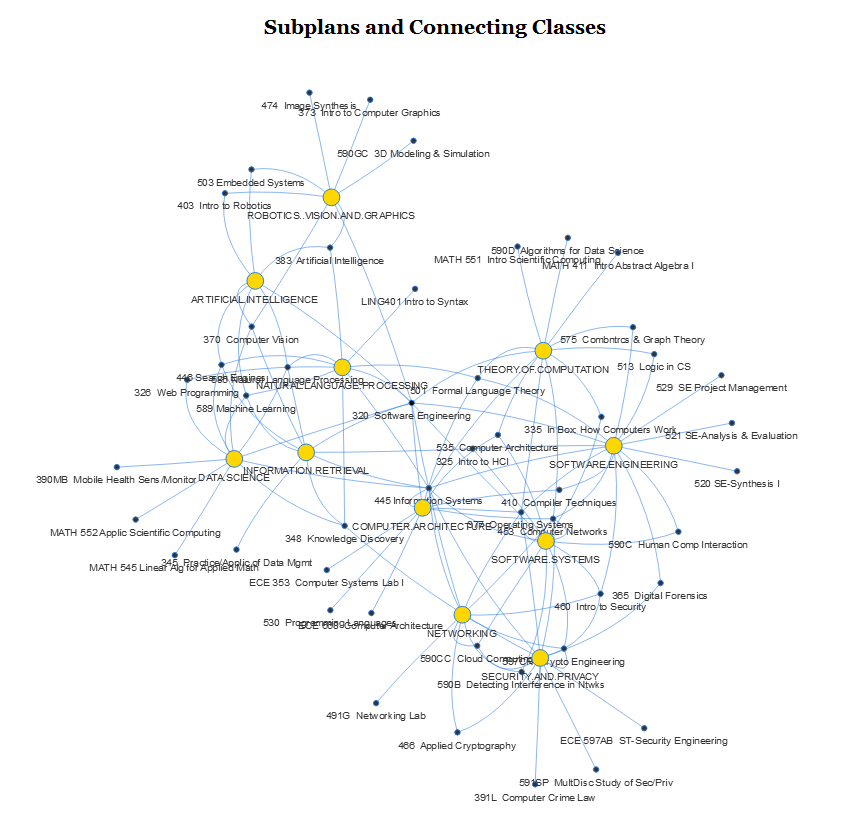 Subplans and Connecting Classes
474 Image Synthesis
373 Intro to Computer Graphics
590GC 3D Modeling & Simulation
503 Embedded Systems
403 Intro to Robotics
ROBOTICS..VISION.AND.GRAPHICS
590D Algorithms for Data Science
MATH 551 Intro Scientific Computing
MATH 411 Intro Abstract Algebra I
383 Artificial Intelligence
ARTIFICIAL.INTELLIGENCE
LING401 Intro to Syntax
370 Computer Vision
575 Combntrcs & Graph Theory
513 Logic in CS
THEORY.OF.COMPUTATION
446 Search Engines
585 Natural Language Processing
NATURAL.LANGUAGE.PROCESSING
529 SE Project Management
326 Web Programming
501 Formal Language Theory
589 Machine Learning
320 Software Engineering
335 In Box: How Computers Work
521 SE-Analysis & Evaluation
535 Computer Architecture
325 Intro to HCI
SOFTWARE.ENGINEERING
INFORMATION.RETRIEVAL
DATA.SCIENCE
390MB Mobile Health Sens/Monitor
520 SE-Synthesis I
445 Information Systems
410 Compiler Techniques
COMPUTER.ARCHITECTURE
377 Operating Systems
453 Computer Networks
MATH 552 Applic Scientific Computing
348 Knowledge Discovery
590C Human Comp Interaction
SOFTWARE.SYSTEMS
345 Practice/Applic of Data Mgmt
MATH 545 Linear Alg for Applied Math
ECE 353 Computer Systems Lab I
365 Digital Forensics
460 Intro to Security
530 Programming Languages
Computer Architecture
NETWORKING
590CC Cloud Computing
Crypto Engineering
SECURITY.AND.PRIVACY
590B Detecting Interference in Ntwks
491G Networking Lab
466 Applied Cryptography
ECE 597AB ST-Security Engineering
591SP MultDisc Study of Sec/Priv
391L Computer Crime Law